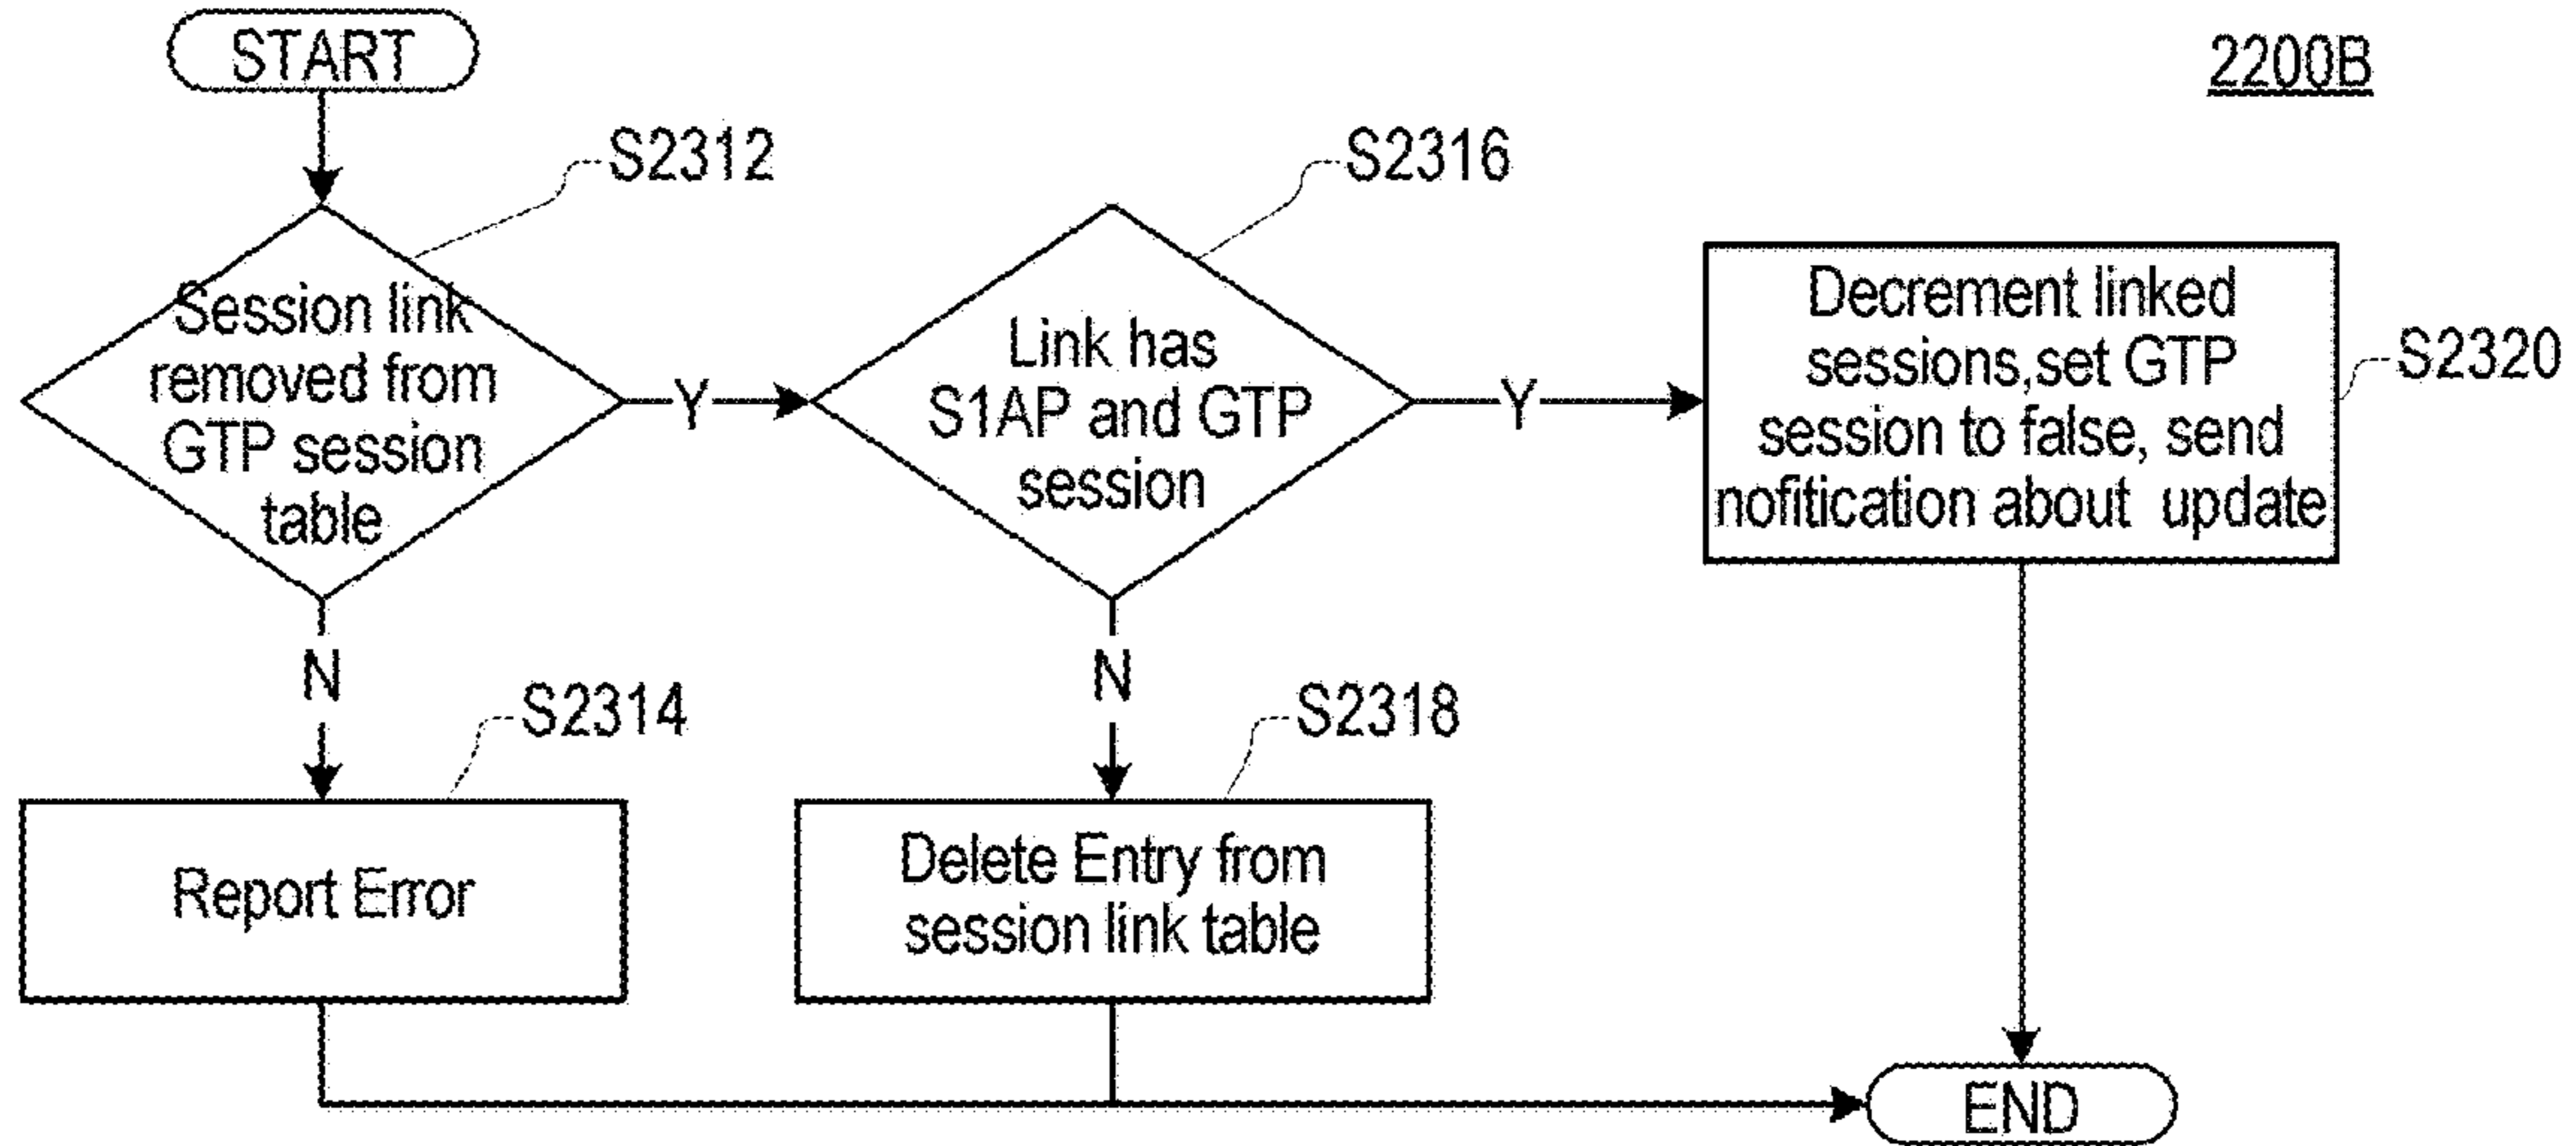 START
2200B
S2312
S2316
Session link
removed from
GTP session
table
Y
Link has
S1AP and GTP
session
Y
Decrement linked
sessions,set GTP
session to false, send
nofitication about update
S2320
N
S2314
N
S2318
Report Error
Delete Entry from
session link table
END